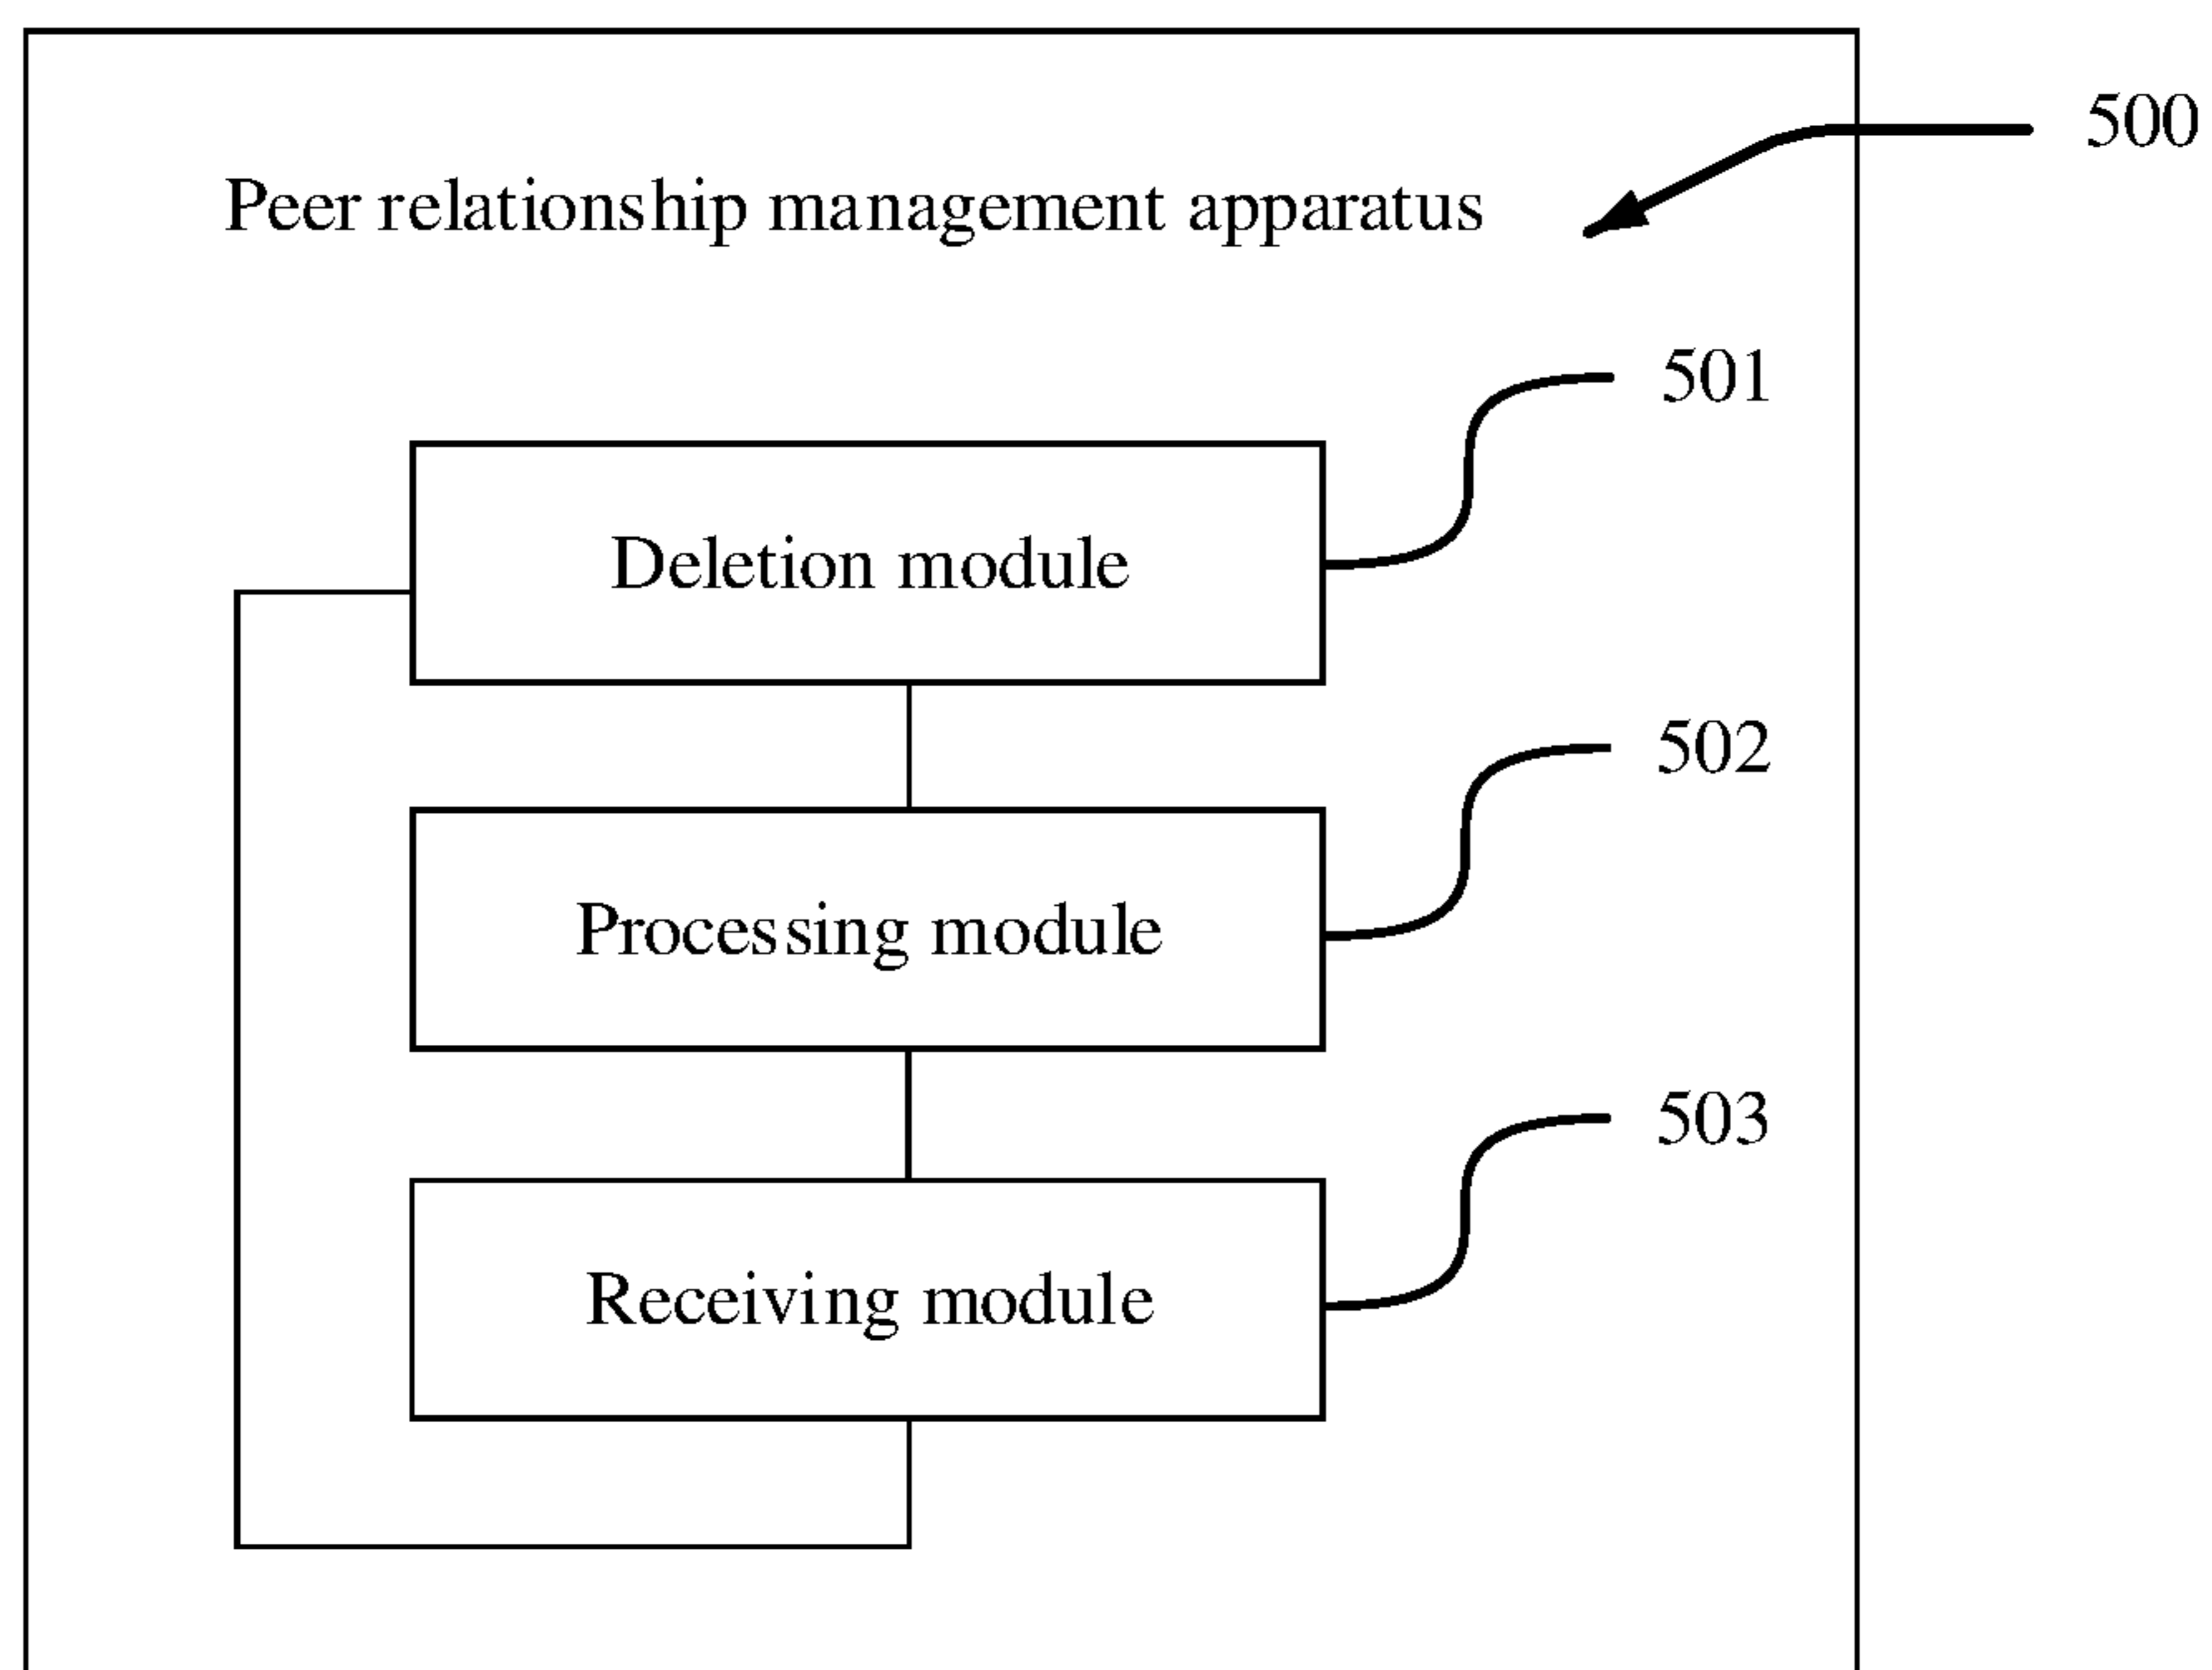 500
Peer relationship management apparatus
501
Deletion module
502
Processing module
503
Receiving module